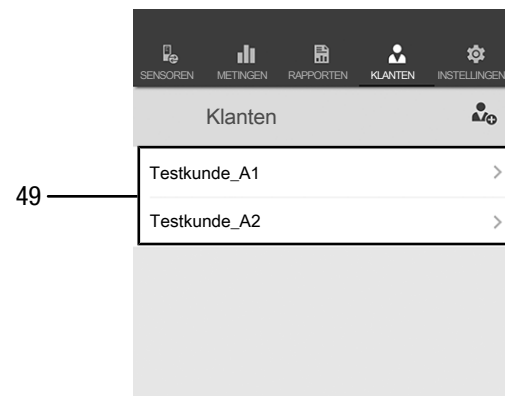 SENSOREN METINGEN RAPPORTEN KLANTEN INSTELLINGEN
Klanten
Testkunde_A1
49
Testkunde_A2